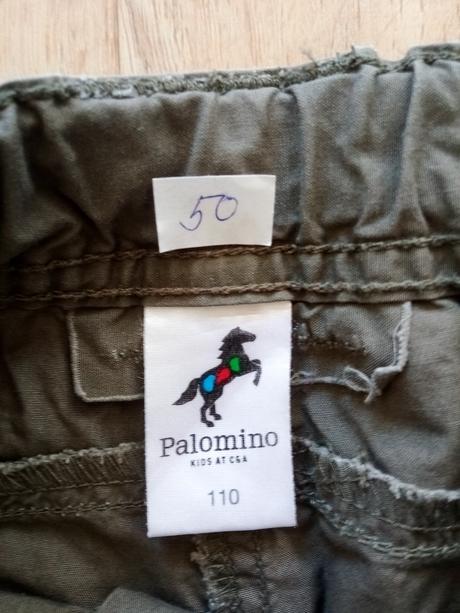 50
Palomino
KIDS AT C&A
110